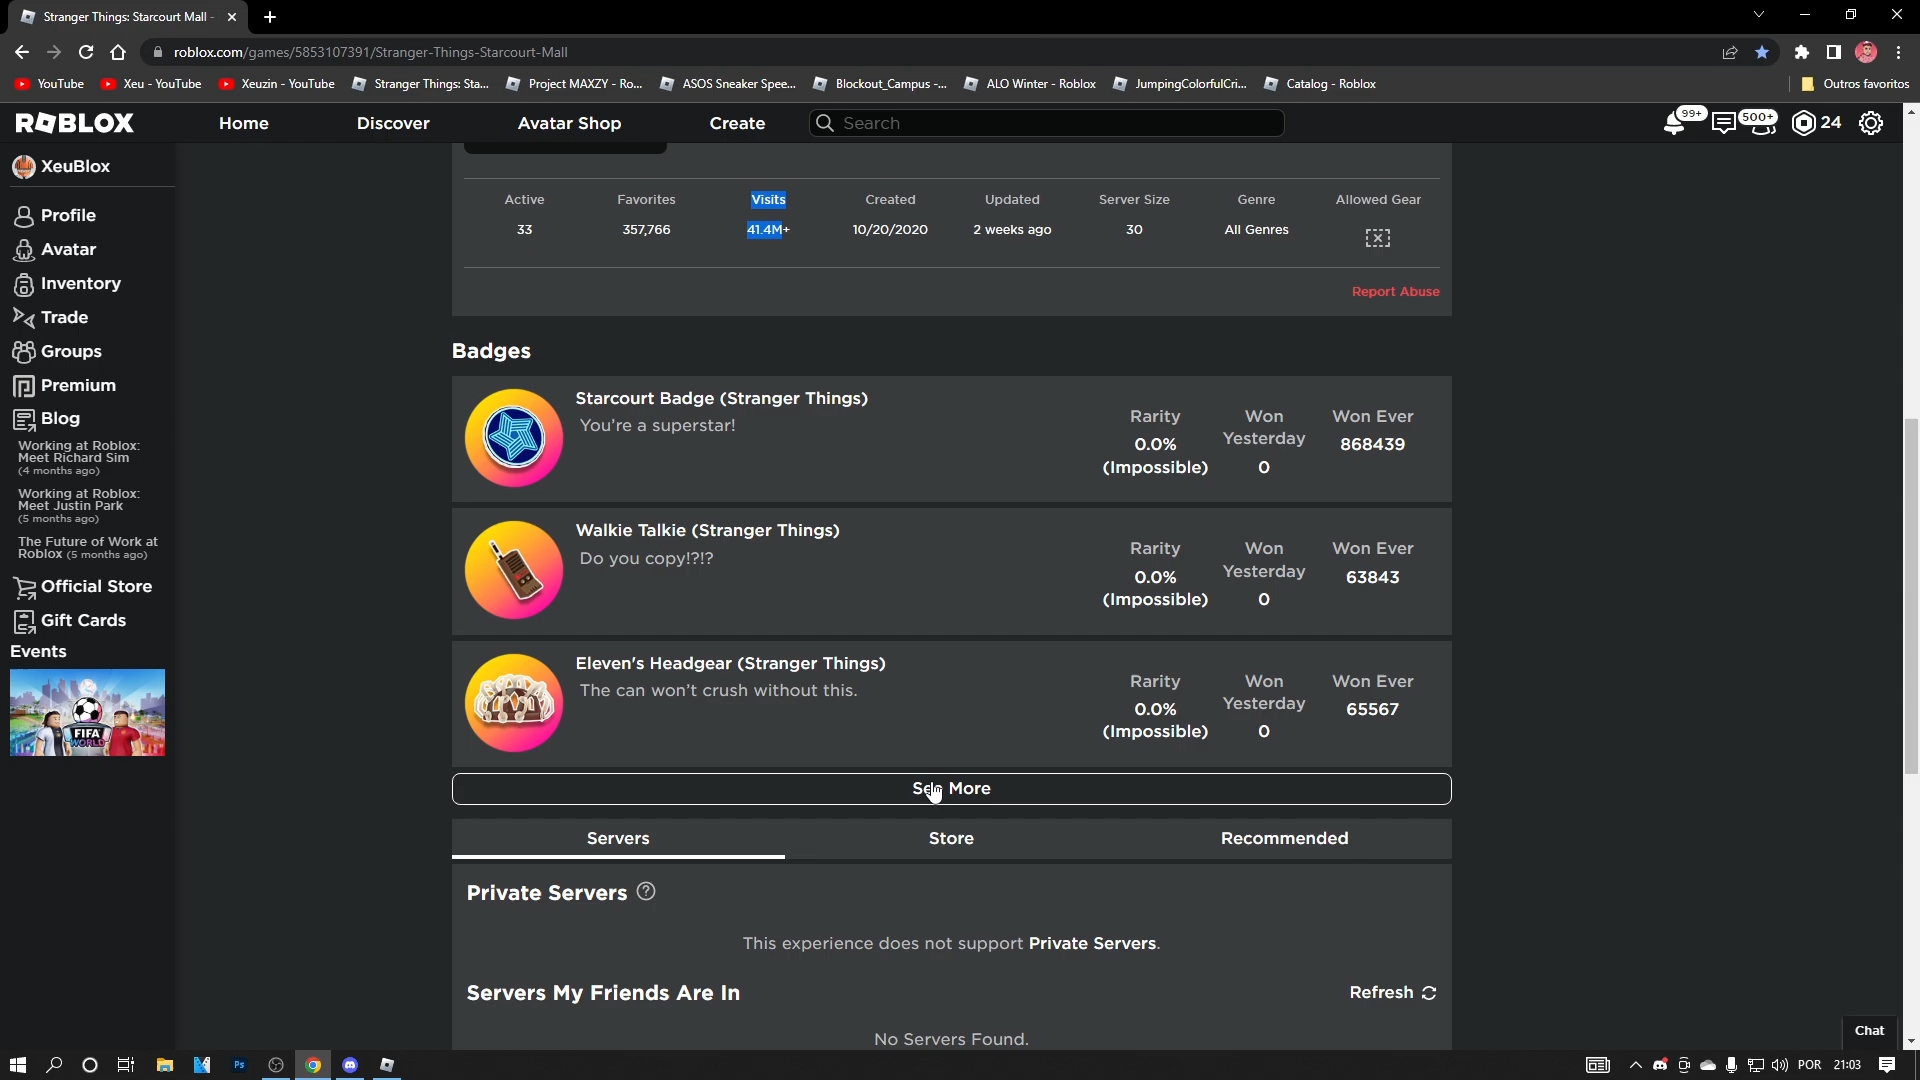 Stranger Things: Starcourt Mall -
roblox.com/games/5853107391/Stranger-Things-Starcourt-Mall
YouTube Xeu - YouTube Xeuzin - YouTube Stranger Things: Sta... Project MAXZY - Ro... ASOS Sneaker Spee... Blockout_Campus -... ALO Winter - Roblox JumpingColorfulCri... Catalog - Roblox Outros favoritos
ROBLOX Home Discover Avatar Shop Create Search 99+ 500+ 24
XeuBlox
Profile
Avatar
Inventory
Trade
Groups
Premium
Blog
Working at Roblox:
Meet Richard Sim
(4 months ago)
Working at Roblox:
Meet Justin Park
(5 months ago)
The Future of Work at
Roblox (5 months ago)
Official Store
Gift Cards
Events
FIFA
WORLD
Active Favorites Visits Created Updated Server Size Genre Allowed Gear
33 357,766 41.4M+ 10/20/2020 2 weeks ago 30 All Genres
Report Abuse
Badges
Starcourt Badge (Stranger Things)
You're a superstar!
Rarity Won Won Ever
Yesterday
0.0% 868439
(Impossible) 0
Walkie Talkie (Stranger Things)
Do you copy!?!?
Rarity Won Won Ever
Yesterday
0.0% 63843
(Impossible) 0
Eleven's Headgear (Stranger Things)
The can won't crush without this.
Rarity Won Won Ever
Yesterday
0.0% 65567
(Impossible) 0
See More
Servers Store Recommended
Private Servers
This experience does not support Private Servers.
Servers My Friends Are In Refresh
No Servers Found.
Chat
Ps POR 21:03